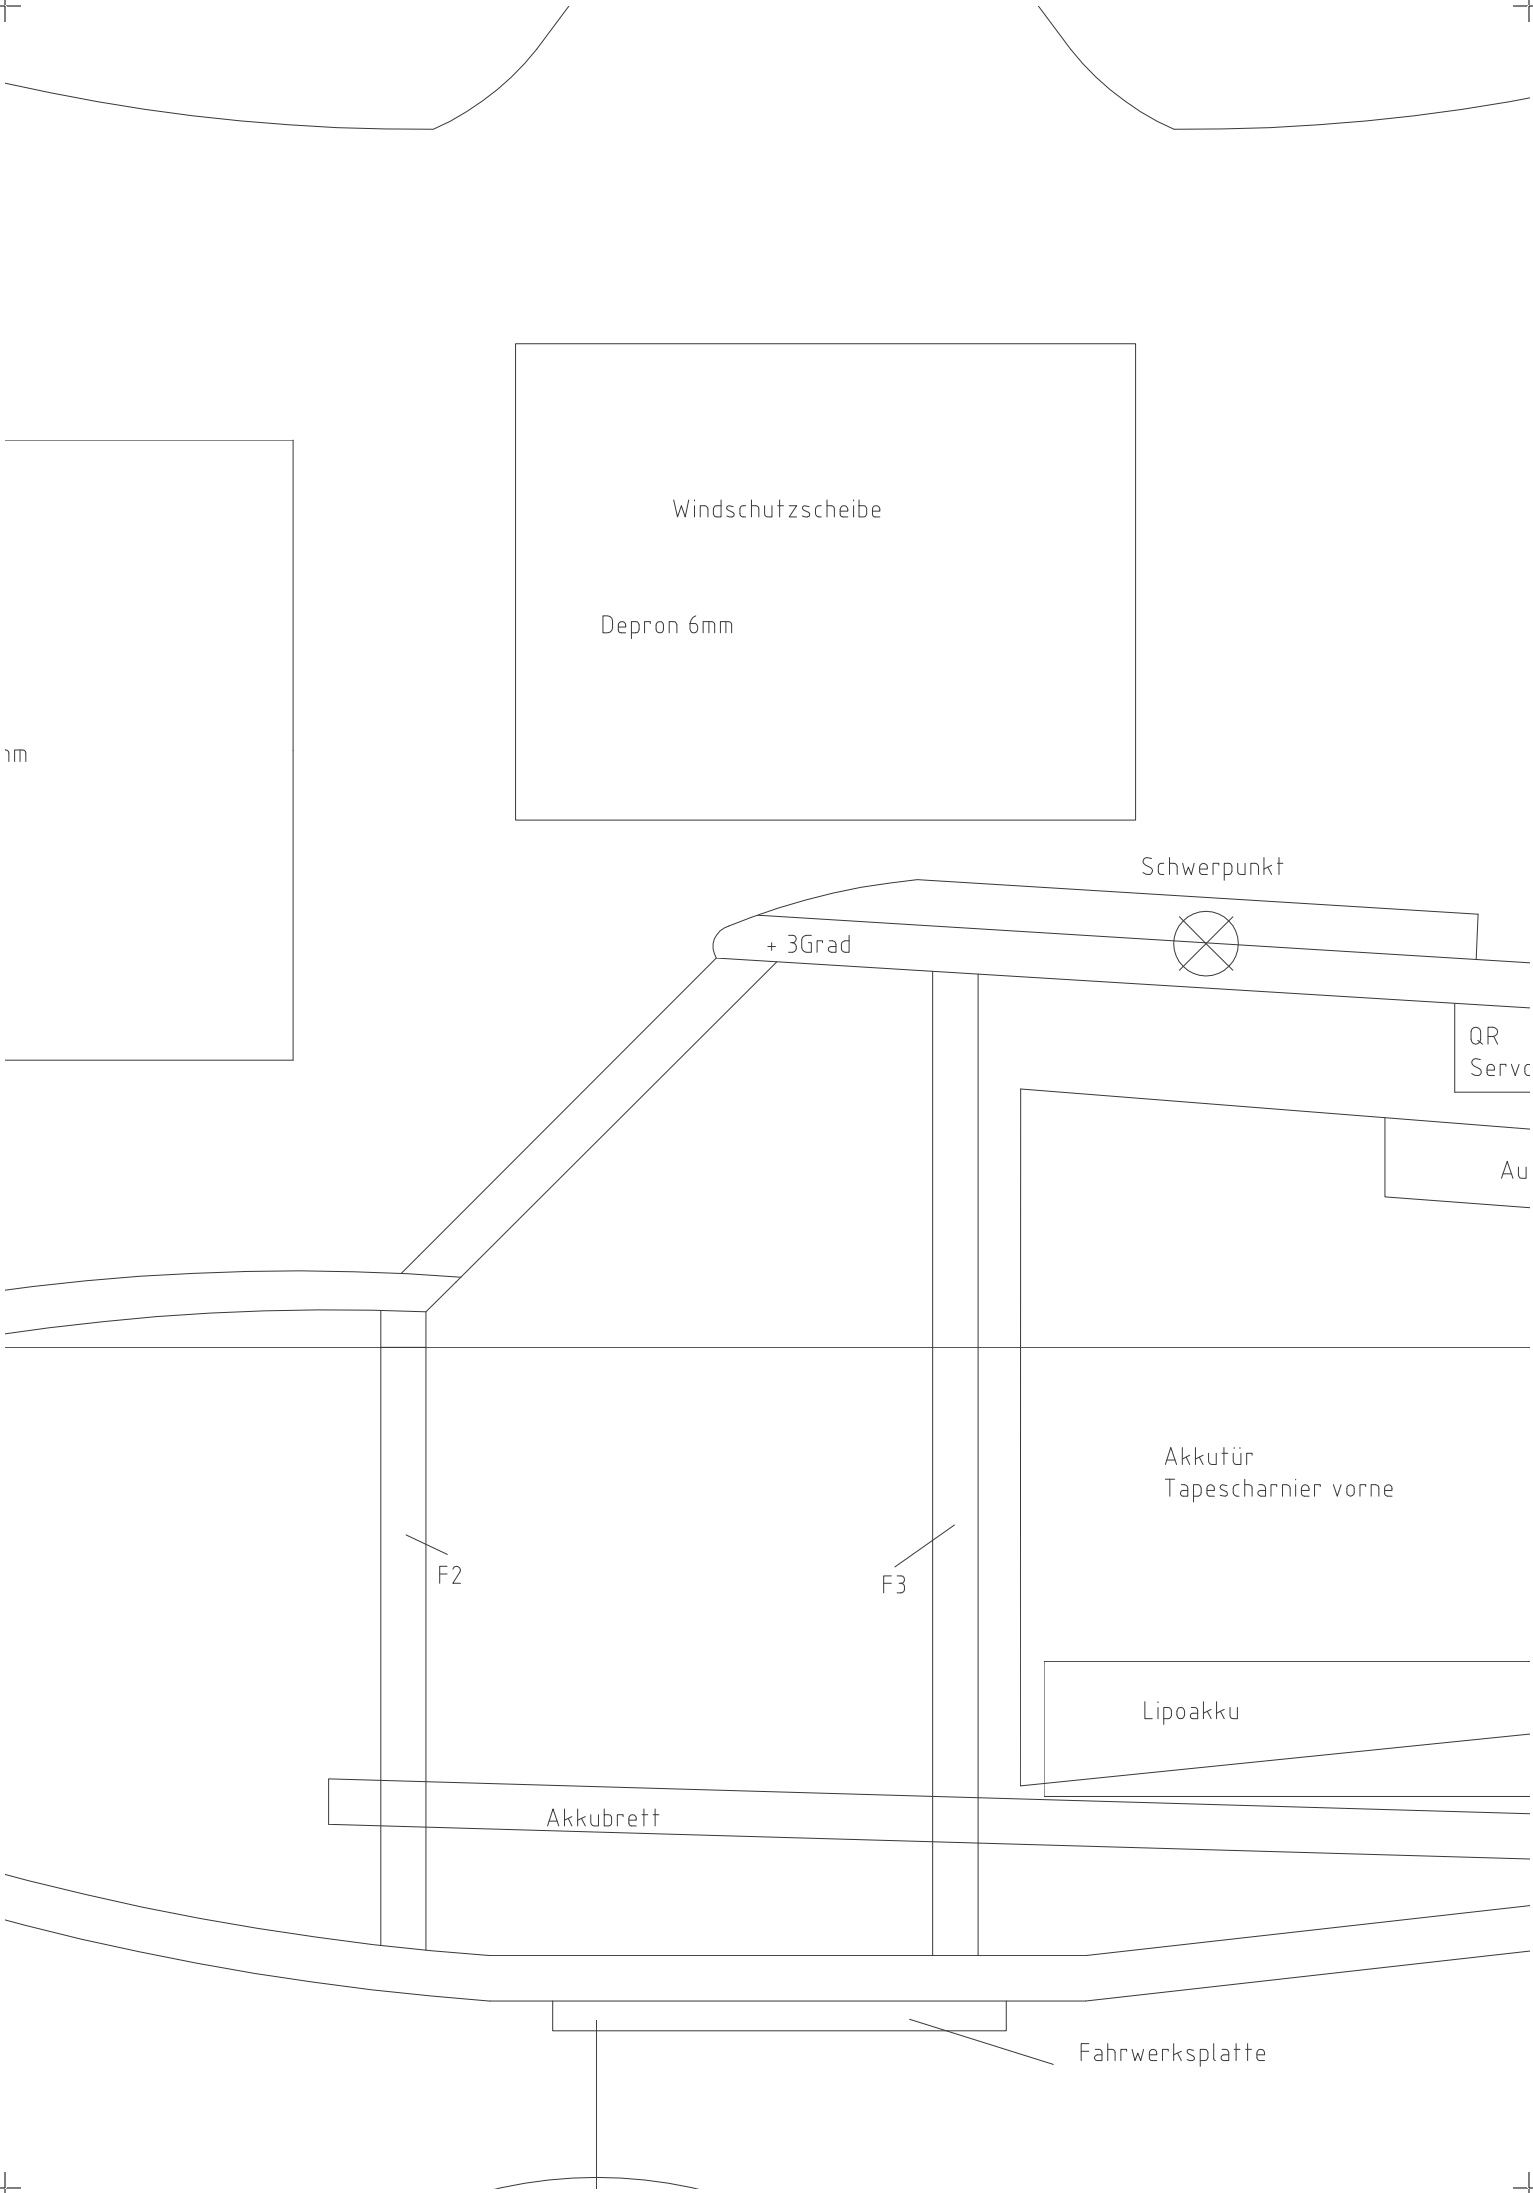 Windschutzscheibe
Depron 6mm
Schwerpunkt
+ 3Grad
QR
Akkutür
Tapescharnier vorne
F2
F3
Lipoakku
Akkubrett
Fahrwerksplatte